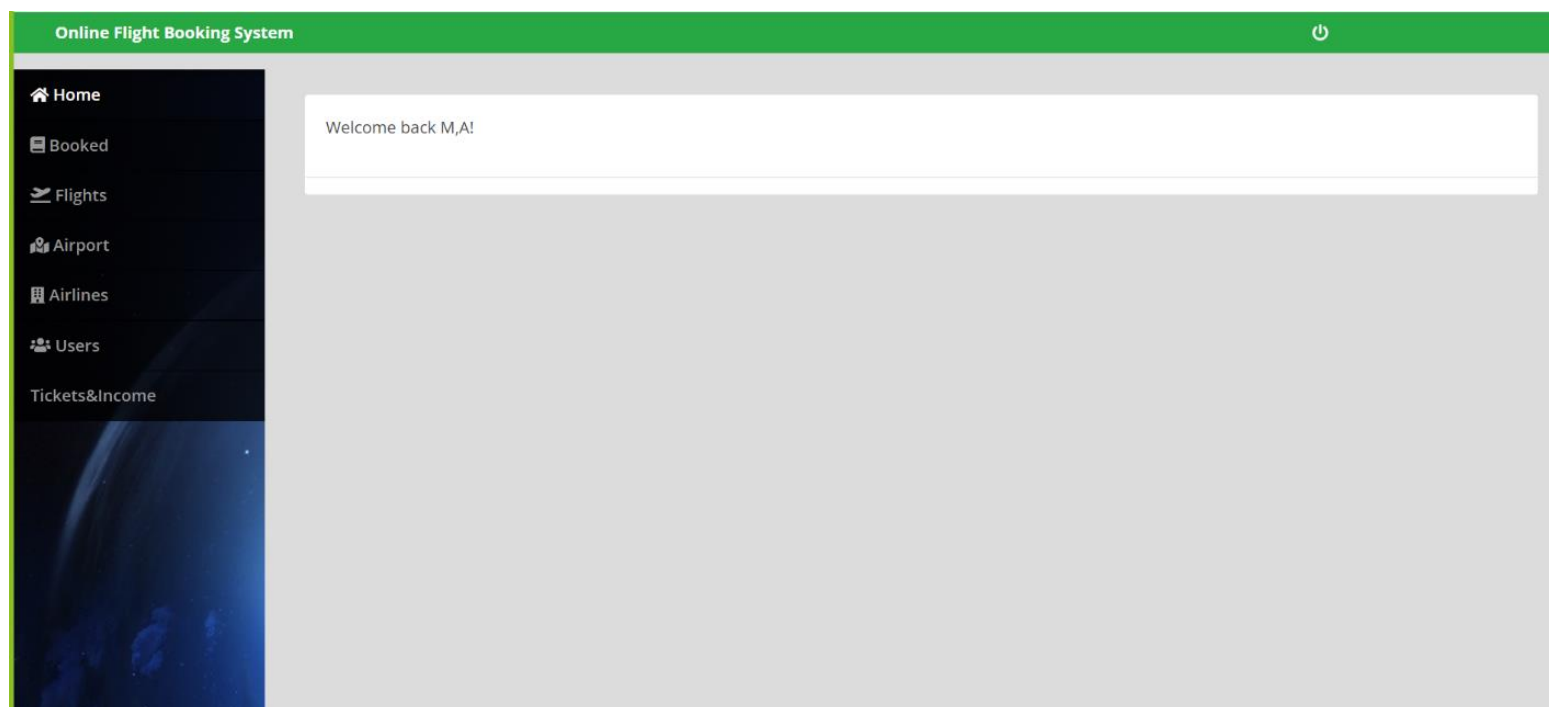 Online Flight Booking System
Home
Booked
Flights
Airport
Airlines
Users
Tickets&Income
Welcome back M,A!